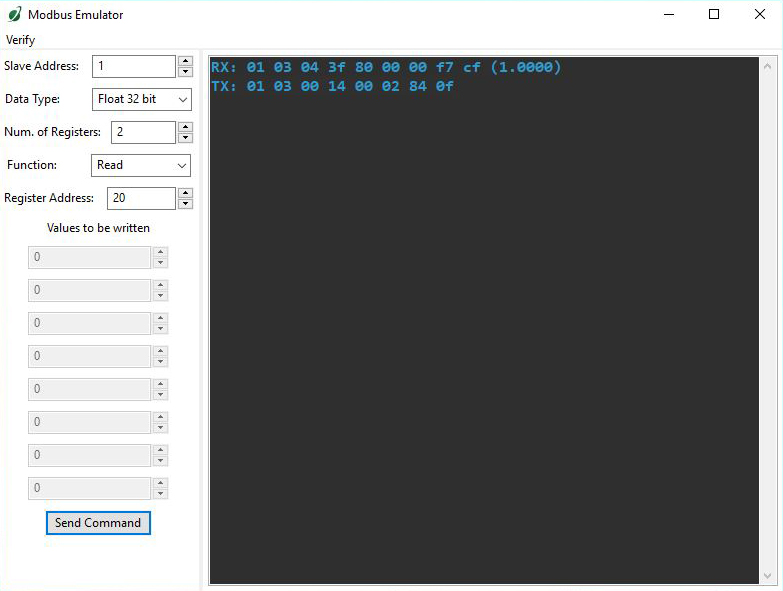 Modbus Emulator
Verify
Slave Address: 1
Data Type: Float 32 bit
Num. of Registers: 2
Function: Read
Register Address: 20
Values to be written
0
0
0
0
0
0
0
0
Send Command
RX: 01 03 04 3f 80 00 00 f7 cf (1.0000)
TX: 01 03 00 14 00 02 84 0f